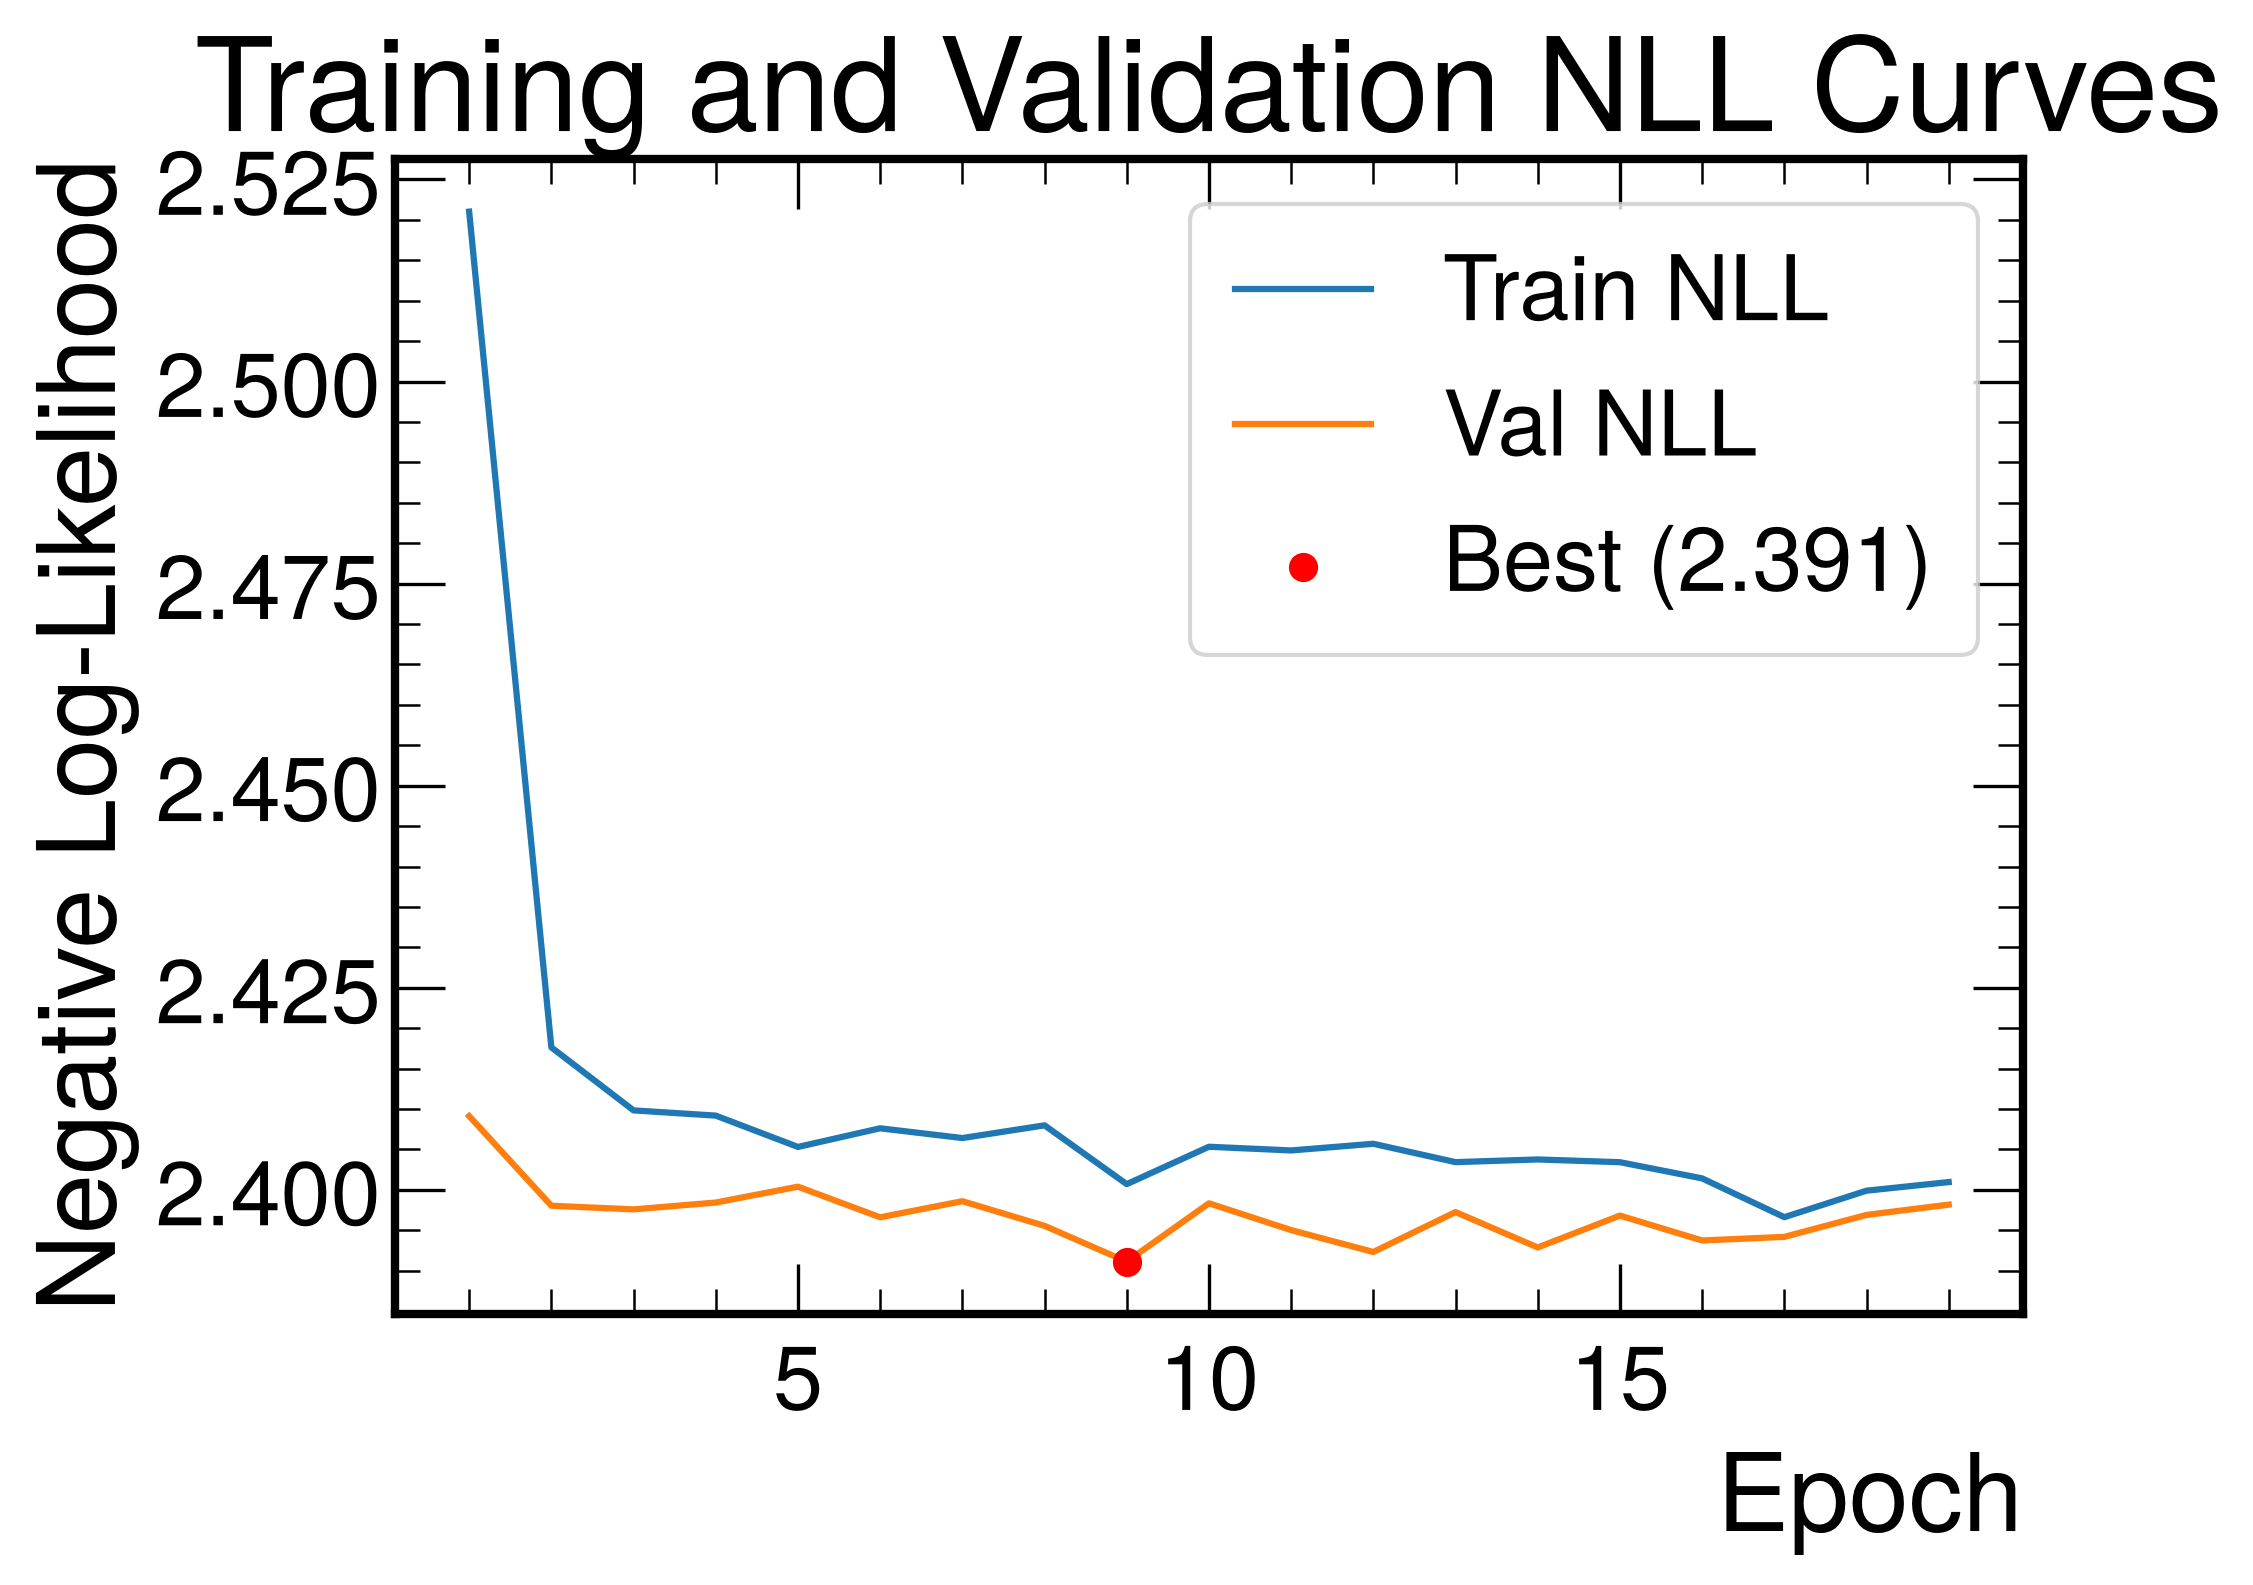 Training and Validation NLL Curves
Negative Log-Likelihood
2.525
2.500
2.475
2.450
2.425
2.400
Train NLL
Val NLL
Best (2.391)
5 10 15
Epoch